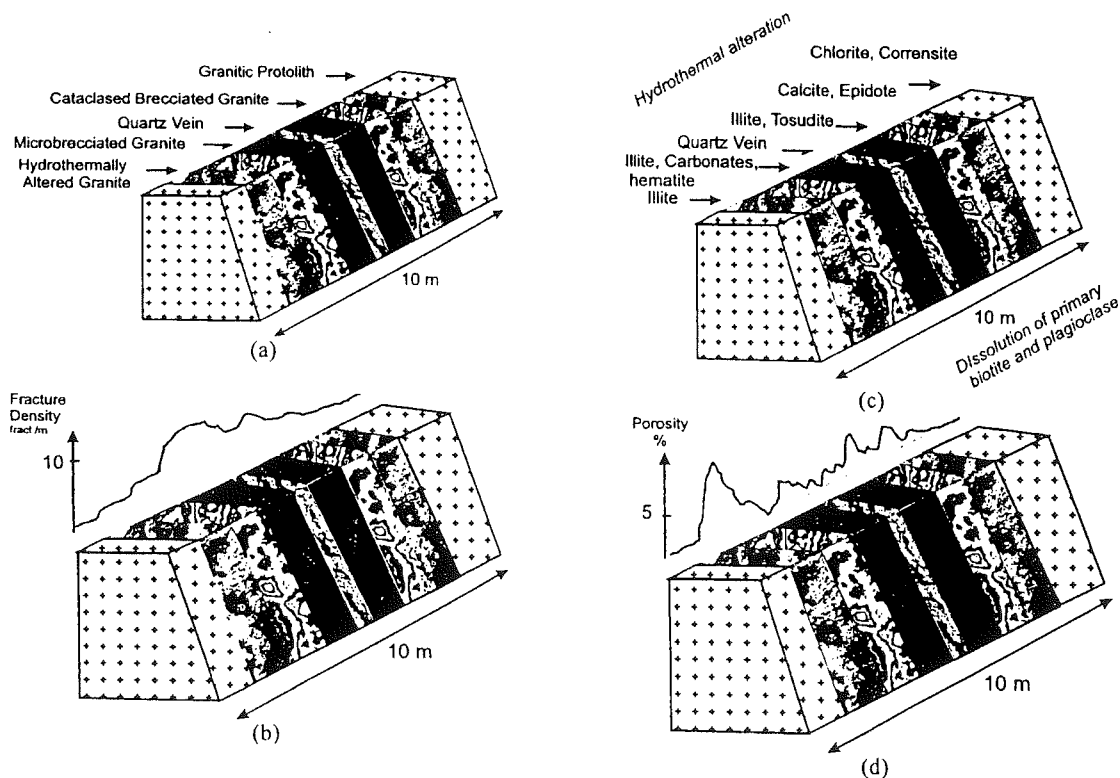 Granitic Protolith
Cataclased Brecciated Granite
Quartz Vein
Microbrecciated Granite
Hydrothermally
Altered Granite
10 m
(a)
Hydrothermal alteration
Chlorite, Corrensite
Calcite, Epidote
Illite, Tosudite
Quartz Vein
Illite, Carbonates,
hematite
Illite
10 m
Dissolution of primary
biotite and plagioclase
(c)
Fracture
Density
fract /m
10
10 m
(b)
Porosity
%
5
10 m
(d)